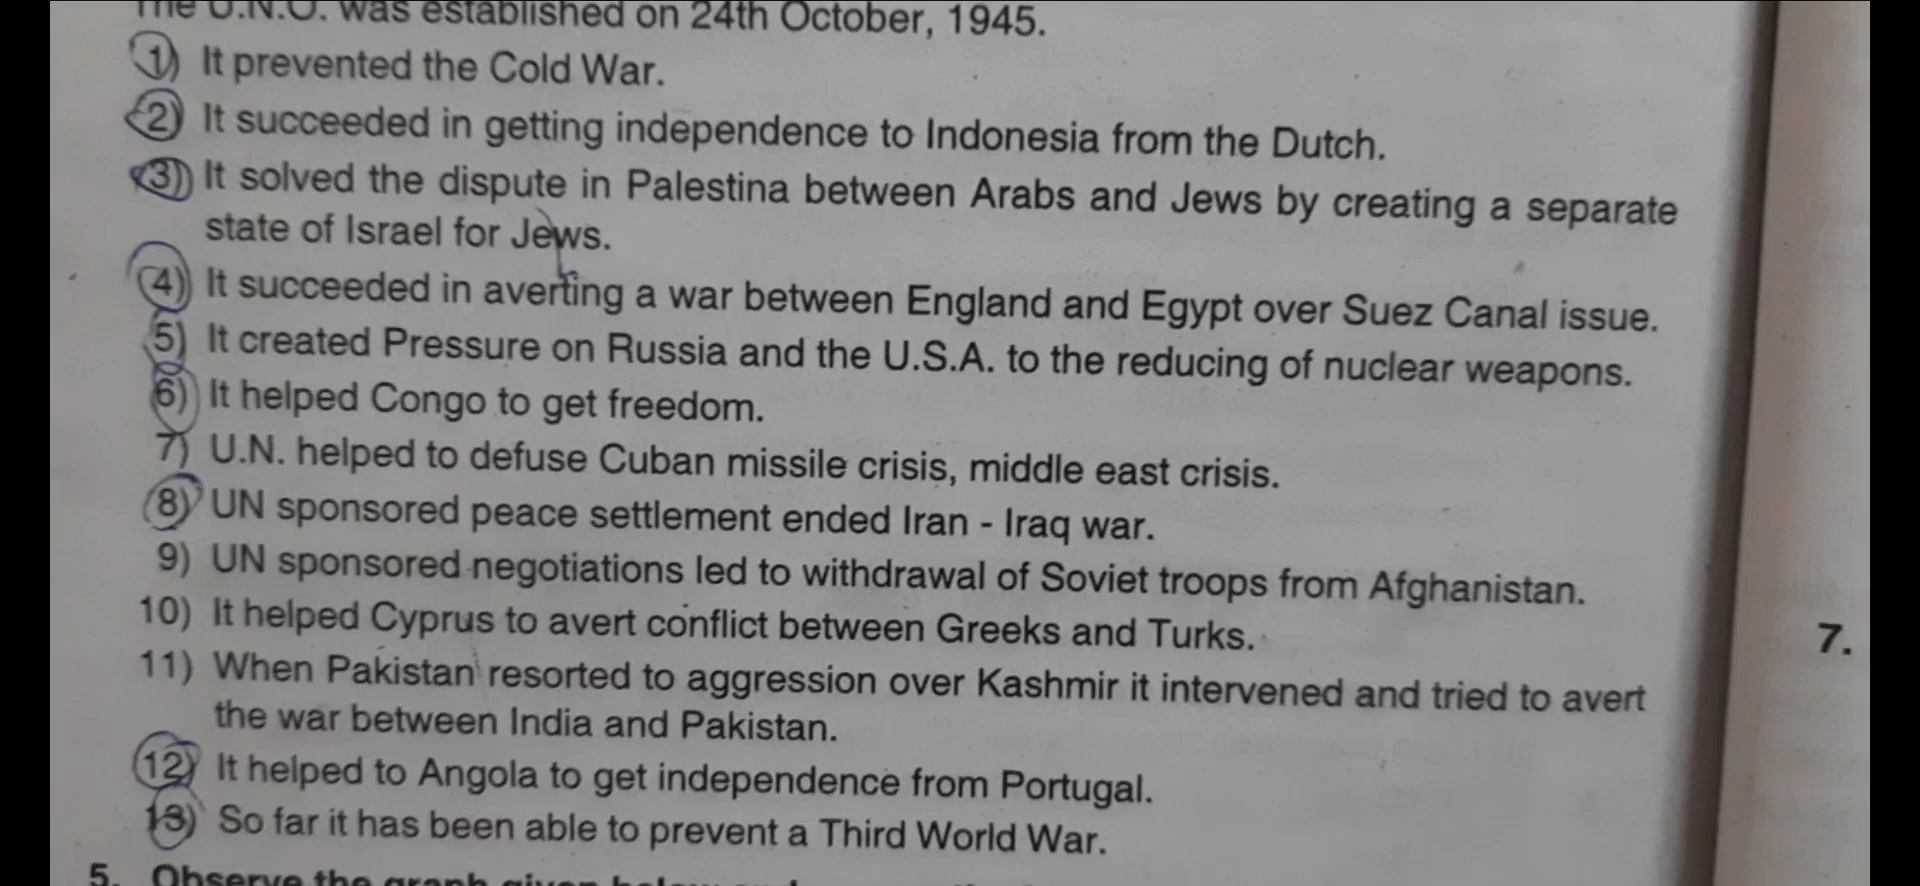 The U.N.O. was established on 24th October, 1945.
1) It prevented the Cold War.
2) It succeeded in getting independence to Indonesia from the Dutch.
3) It solved the dispute in Palestina between Arabs and Jews by creating a separate
state of Israel for Jews.
4) It succeeded in averting a war between England and Egypt over Suez Canal issue.
5) It created Pressure on Russia and the U.S.A. to the reducing of nuclear weapons.
6) It helped Congo to get freedom.
7) U.N. helped to defuse Cuban missile crisis, middle east crisis.
8) UN sponsored peace settlement ended Iran - Iraq war.
9) UN sponsored negotiations led to withdrawal of Soviet troops from Afghanistan.
10) It helped Cyprus to avert conflict between Greeks and Turks.
7.
11) When Pakistan resorted to aggression over Kashmir it intervened and tried to avert
the war between India and Pakistan.
12) It helped to Angola to get independence from Portugal.
13) So far it has been able to prevent a Third World War.
5. Observe the graph given below and